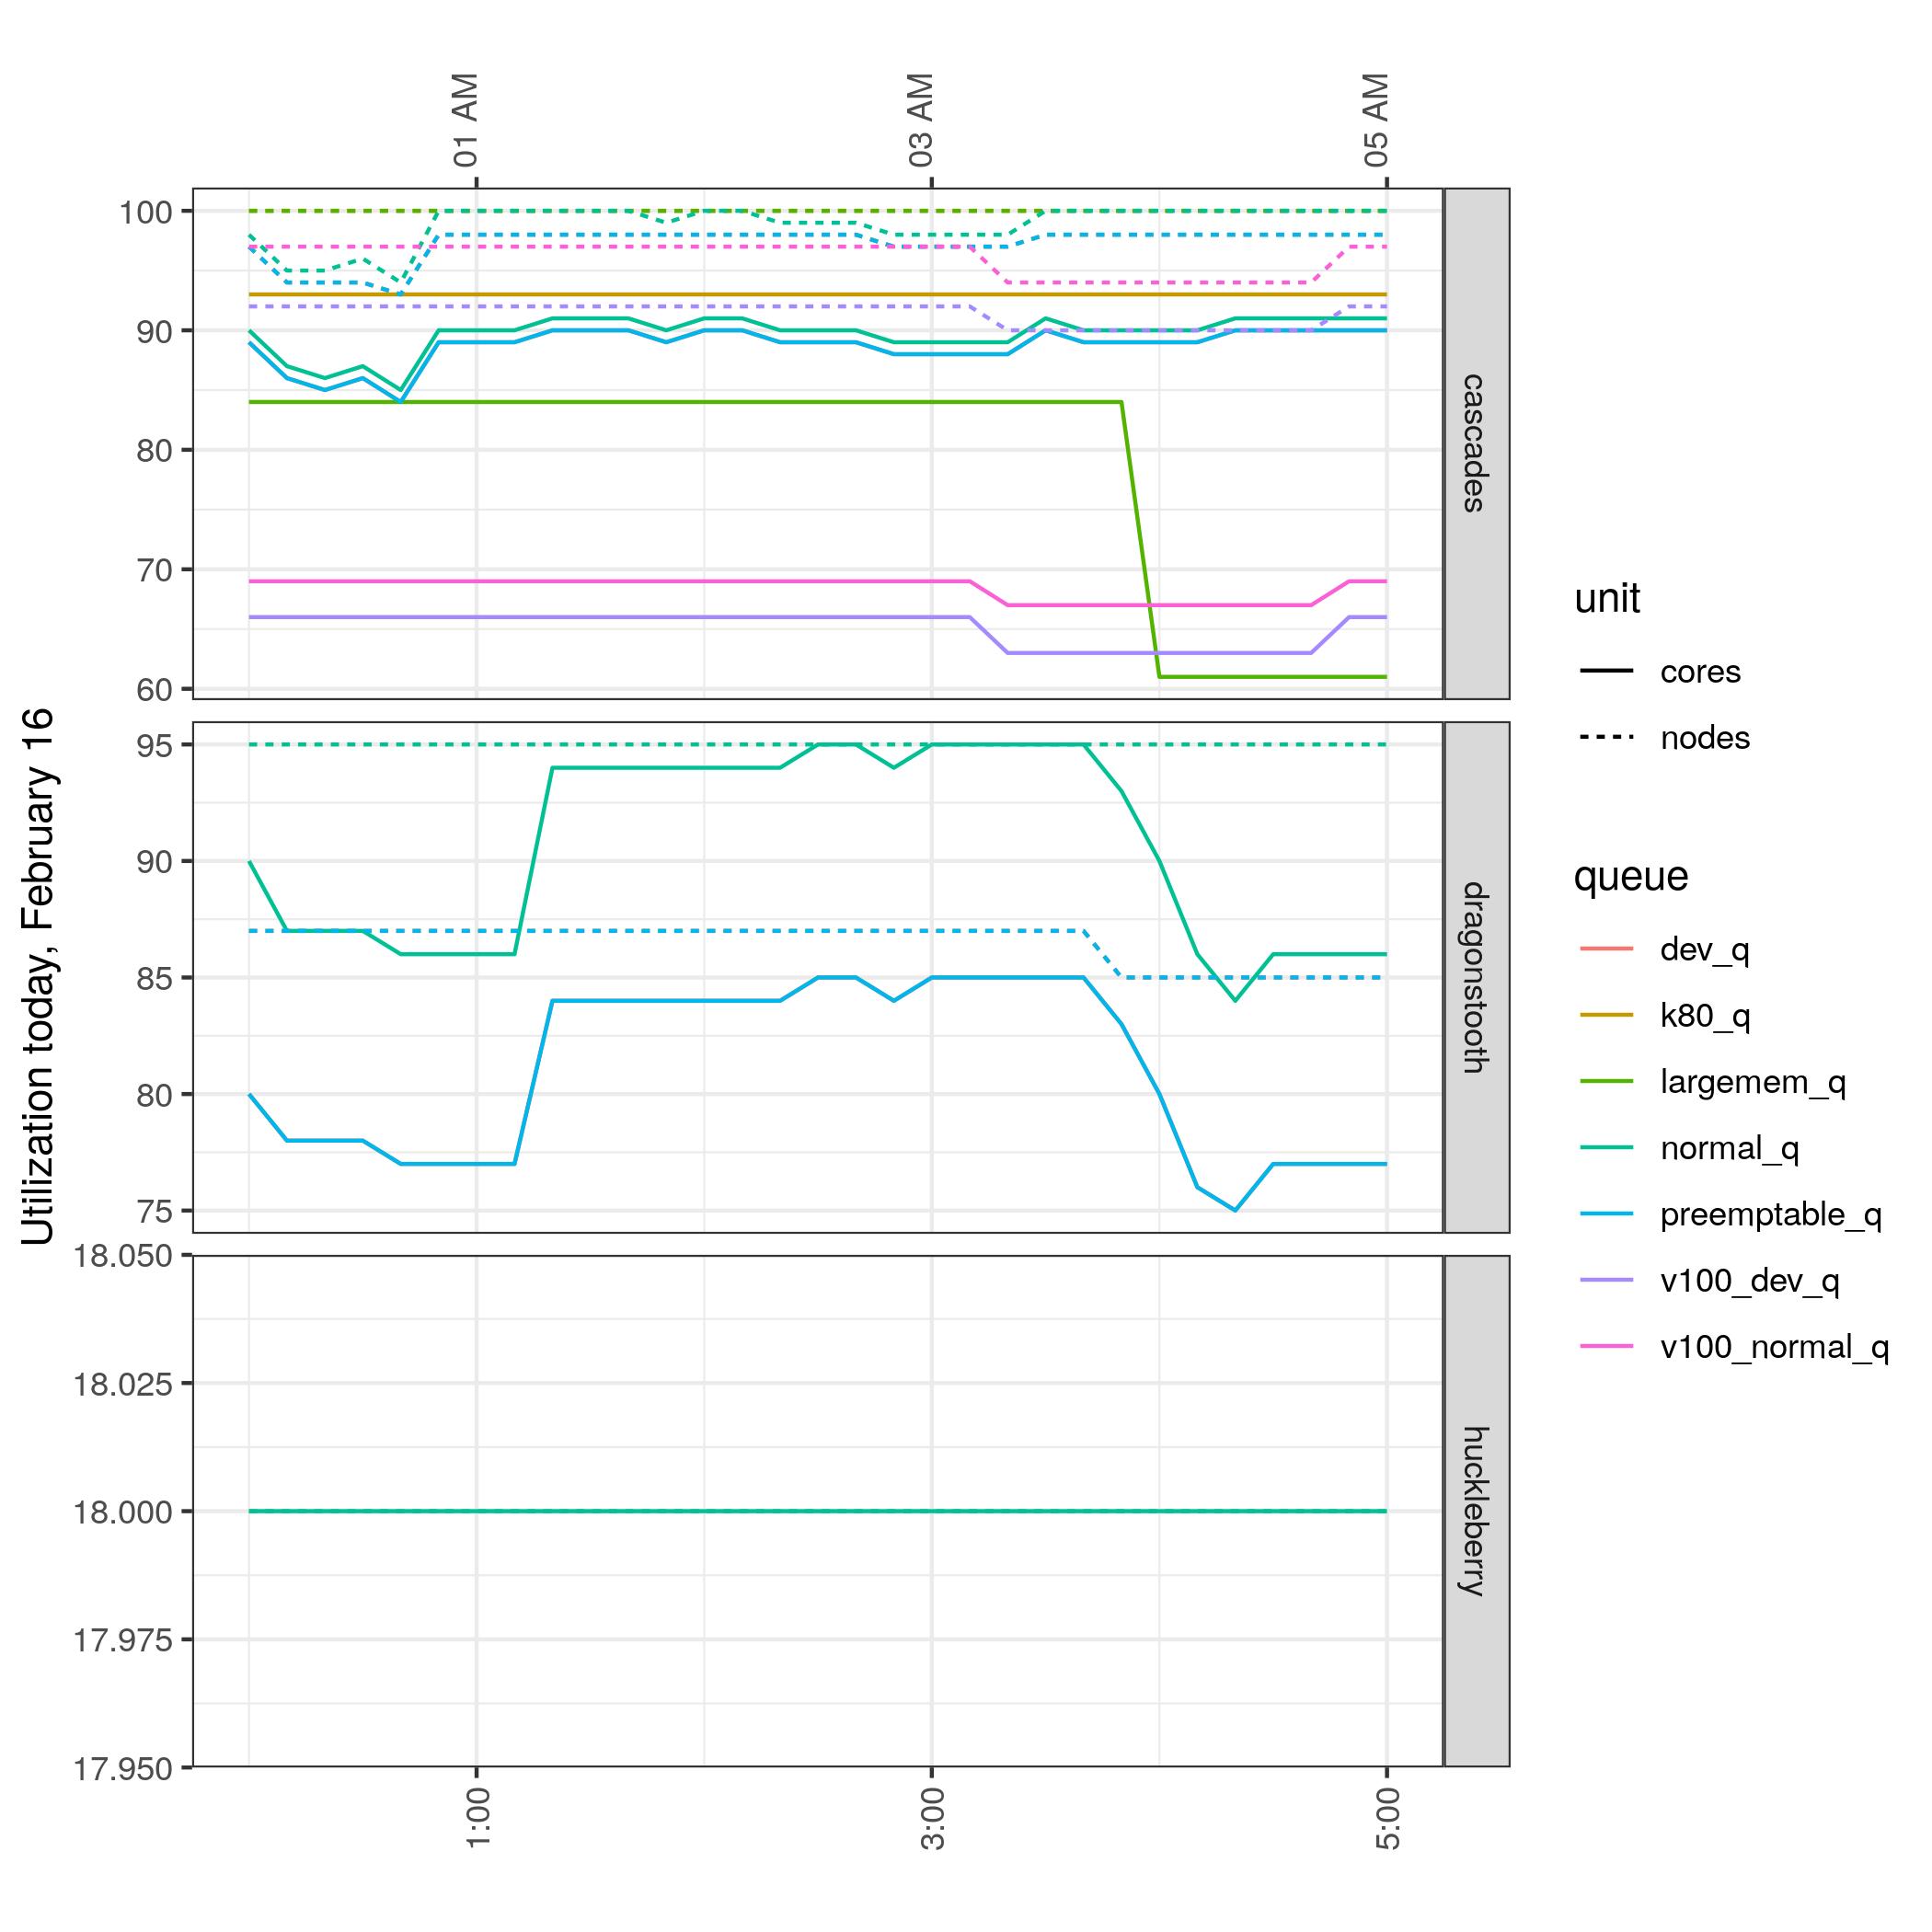 01 AM
03 AM
05 AM
Utilization today, February 16
100
90
80
70
60
cascades
95
90
85
80
75
dragonstooth
18.050
18.025
18.000
17.975
17.950
huckleberry
1:00
3:00
5:00
unit
cores
nodes
queue
dev_q
k80_q
largemem_q
normal_q
preemptable_q
v100_dev_q
v100_normal_q